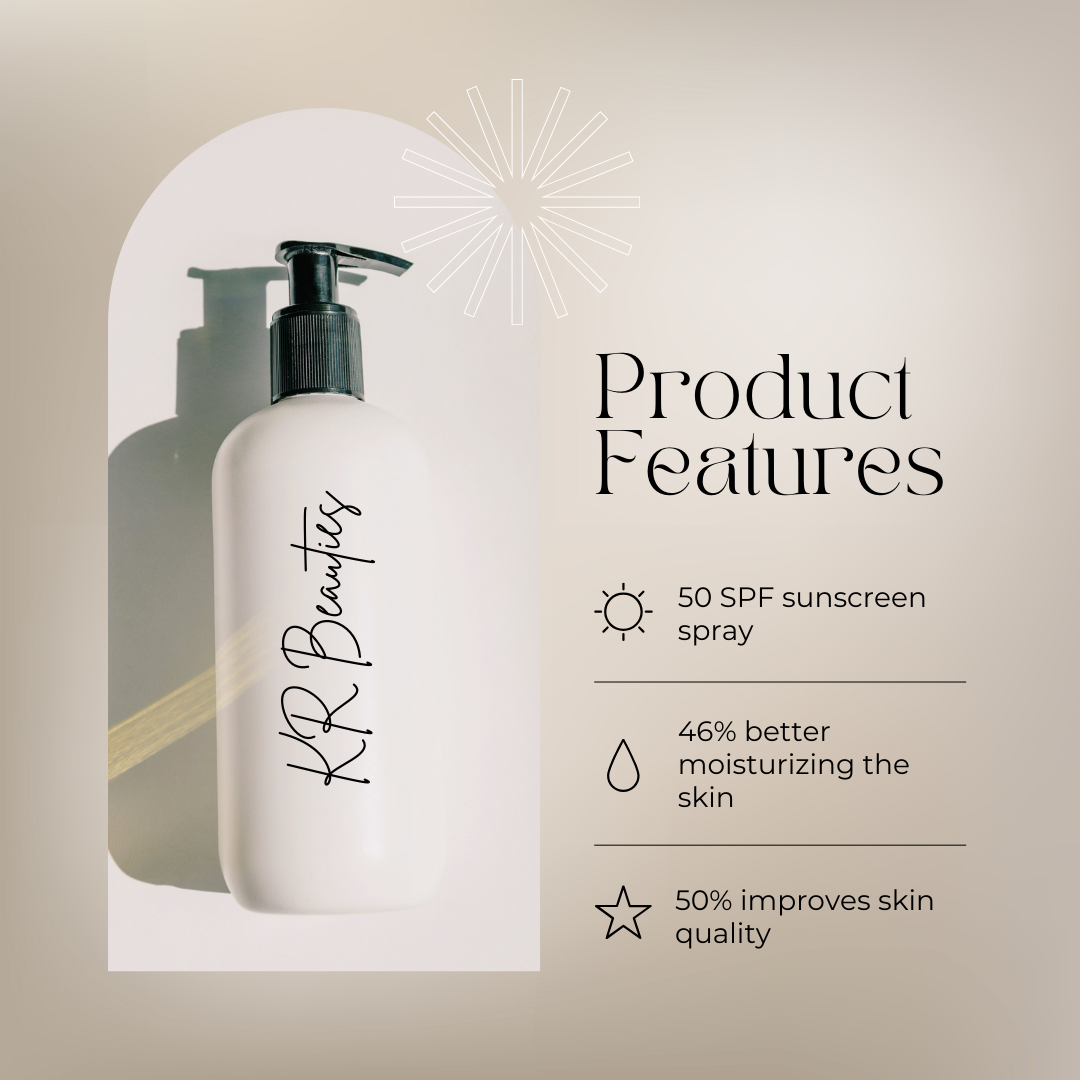 KR Beauties
Product
Features
50 SPF sunscreen
spray
46% better
moisturizing the
skin
50% improves skin
quality